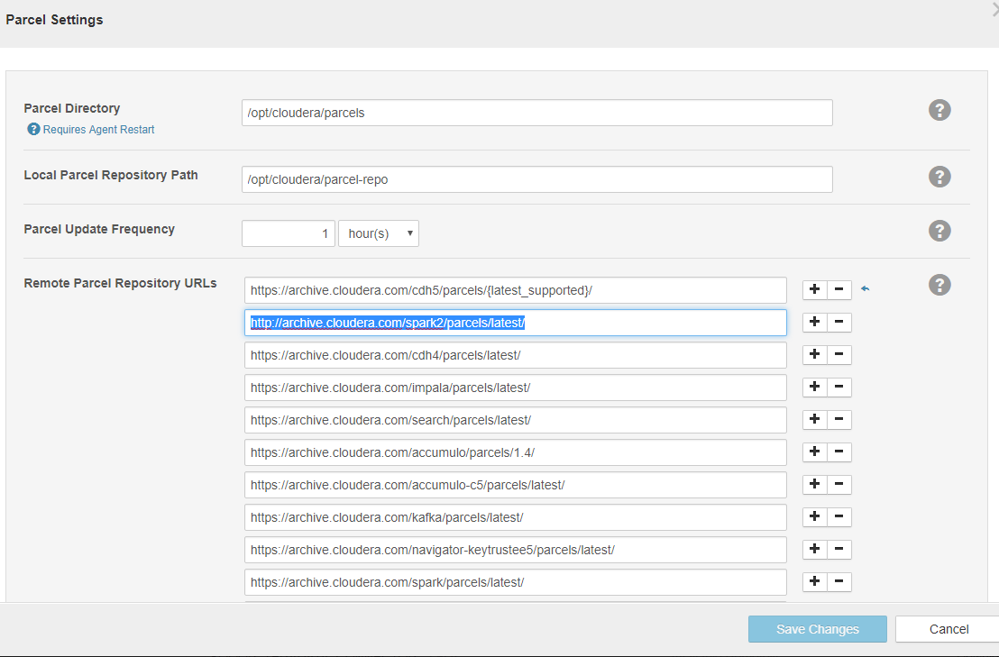 Parcel Settings
Parcel Directory
/opt/cloudera/parcels
? Requires Agent Restart
?
Local Parcel Repository Path
/opt/cloudera/parcel-repo
?
Parcel Update Frequency
1
hour(s)
?
Remote Parcel Repository URLs
https://archive.cloudera.com/cdh5/parcels/{latest_supported}/
?
http://archive.cloudera.com/spark2/parcels/latest/
https://archive.cloudera.com/cdh4/parcels/latest/
https://archive.cloudera.com/impala/parcels/latest/
https://archive.cloudera.com/search/parcels/latest/
https://archive.cloudera.com/accumulo/parcels/1.4/
https://archive.cloudera.com/accumulo-c5/parcels/latest/
https://archive.cloudera.com/kafka/parcels/latest/
https://archive.cloudera.com/navigator-keytrustee5/parcels/latest/
https://archive.cloudera.com/spark/parcels/latest/
Save Changes
Cancel